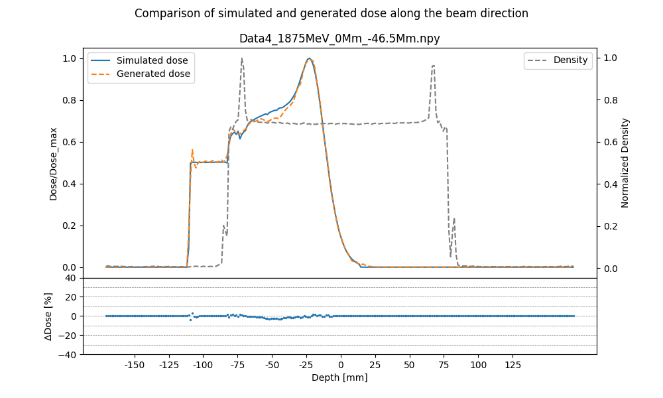 Comparison of simulated and generated dose along the beam direction
Data4_1875MeV_0Mm_-46.5Mm.npy
Simulated dose
Generated dose
Density
1.0
0.8
0.6
0.4
0.2
0.0
Dose/Dose_max
1.0
0.8
0.6
0.4
0.2
0.0
Normalized Density
40
20
0
−20
−40
ΔDose [%]
-150 -125 -100 -75 -50 -25 0 25 50 75 100 125
Depth [mm]